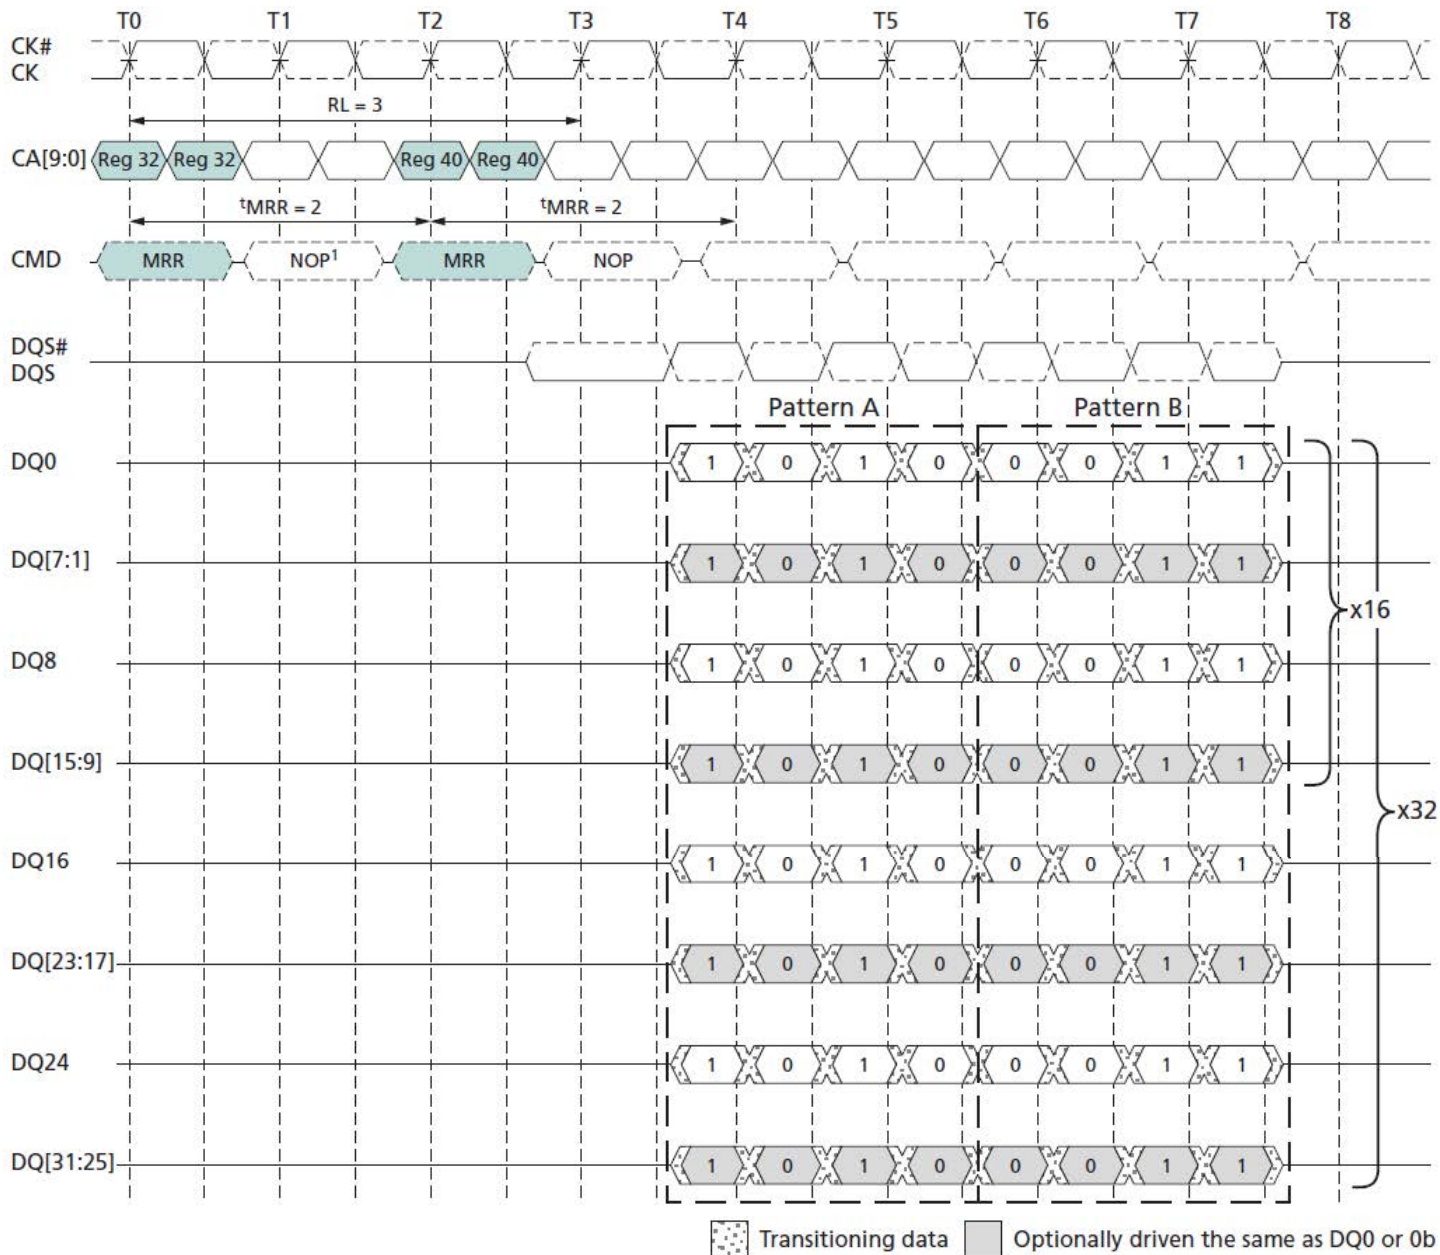 T0 T1 T2 T3 T4 T5 T6 T7 T8
CK#
CK
RL = 3
CA[9:0] Reg 32 Reg 32 Reg 40 Reg 40
tMRR = 2 tMRR = 2
CMD MRR NOP1 MRR NOP
DQS#
DQS
Pattern A Pattern B
DQ0 1 0 1 0 0 0 1 1
DQ[7:1] 1 0 1 0 0 0 1 1
x16
DQ8 1 0 1 0 0 0 1 1
DQ[15:9] 1 0 1 0 0 0 1 1
x32
DQ16 1 0 1 0 0 0 1 1
DQ[23:17] 1 0 1 0 0 0 1 1
DQ24 1 0 1 0 0 0 1 1
DQ[31:25] 1 0 1 0 0 0 1 1
Transitioning data Optionally driven the same as DQ0 or 0b